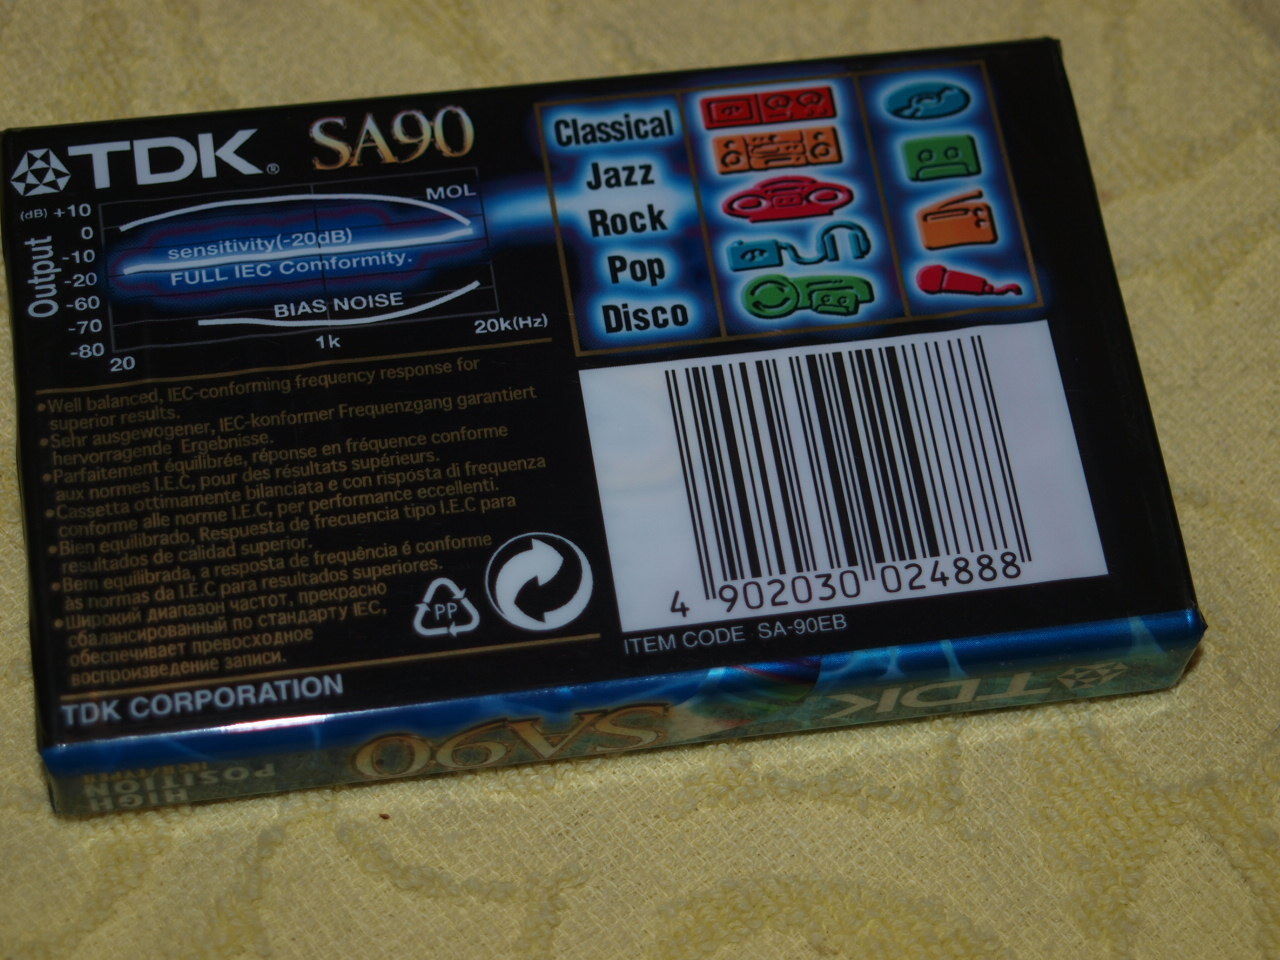 TDK® SA90
(dB) +10
0
-10
-20
-60
-70
-80
Output
MOL
sensitivity(-20dB)
FULL IEC Comformity.
BIAS NOISE
20
1k
20k(Hz)
Classical
Jazz
Rock
Pop
Disco
•Well balanced, IEC-conforming frequency response for
superior results.
•Sehr ausgewogener, IEC-konformer Frequenzgang garantiert
hervorragende Ergebnisse.
•Parfaitement équilibrée, réponse en fréquence conforme
aux normes I.E.C, pour des résultats supérieurs.
•Cassetta ottimamente bilanciata e con risposta di frequenza
conforme alle norme I.E.C, per performance eccellenti.
•Bien equilibrado, Respuesta de frecuencia tipo I.E.C para
resultados de calidad superior.
•Bem equilibrada, a resposta de frequência é conforme
às normas da I.E.C para resultados superiores.
•Широкий диапазон частот, прекрасно
сбалансированный по стандарту IEC,
обеспечивает превосходное
воспроизведение записи.
PP
TDK CORPORATION
4 902030 024888
ITEM CODE SA-90EB
TDK
SA90
HIGH
POSITION